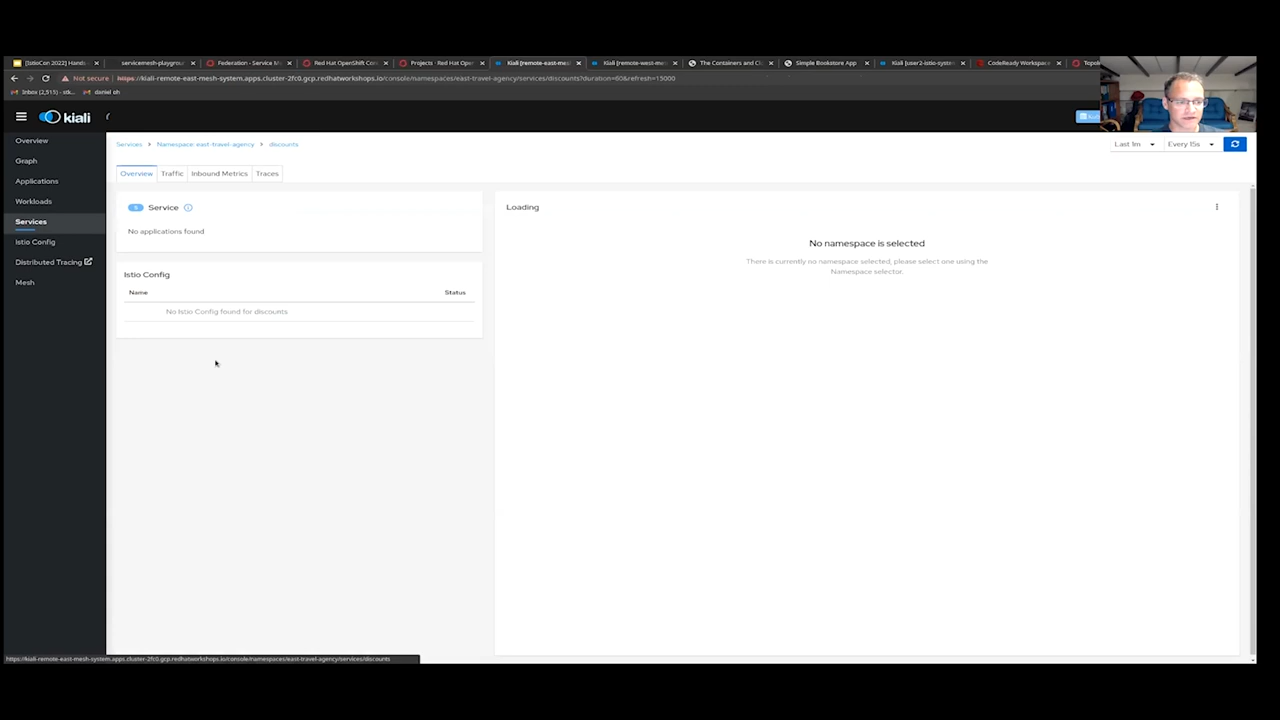 [IstioCon 2022] Hands-
servicemesh-playgroun
Federation - Service M
Red Hat OpenShift Con
Projects · Red Hat Oper
Kiali [remote-east-mesh
Kiali [remote-west-mes
The Containers and Clo
Simple Bookstore App
Kiali [user2-istio-syste
CodeReady Workspace
Topolo
Not secure | https://kiali-remote-east-mesh-system.apps.cluster-2fc0.gcp.redhatworkshops.io/console/namespaces/east-travel-agency/services/discounts?duration=60&refresh=15000
Inbox (2,515) - stk...
daniel oh
kiali
Overview
Graph
Applications
Workloads
Services
Istio Config
Distributed Tracing
Mesh
Services > Namespace: east-travel-agency > discounts
Last 1m
Every 15s
Overview
Traffic
Inbound Metrics
Traces
S Service
No applications found
Istio Config
Name Status
No Istio Config found for discounts
Loading
No namespace is selected
There is currently no namespace selected, please select one using the
Namespace selector.
https://kiali-remote-east-mesh-system.apps.cluster-2fc0.gcp.redhatworkshops.io/console/namespaces/east-travel-agency/services/discounts